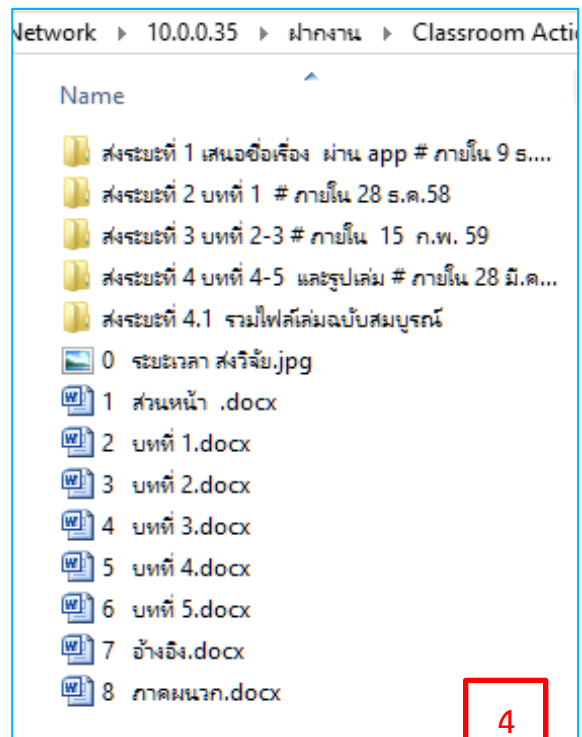 Network ▸ 10.0.0.35 ▸ ฝากงาน ▸ Classroom Acti
Name
ส่งระยะที่ 1 เสนอชื่อเรื่อง ผ่าน app # ภายใน 9 ธ....
ส่งระยะที่ 2 บทที่ 1 # ภายใน 28 ธ.ค.58
ส่งระยะที่ 3 บทที่ 2-3 # ภายใน 15 ก.พ. 59
ส่งระยะที่ 4 บทที่ 4-5 และรูปเล่ม # ภายใน 28 มี.ค...
ส่งระยะที่ 4.1 รวมไฟล์เล่มฉบับสมบูรณ์
0 ระยะเวลา ส่งวิจัย.jpg
1 ส่วนหน้า .docx
2 บทที่ 1.docx
3 บทที่ 2.docx
4 บทที่ 3.docx
5 บทที่ 4.docx
6 บทที่ 5.docx
7 อ้างอิง.docx
8 ภาคผนวก.docx
4